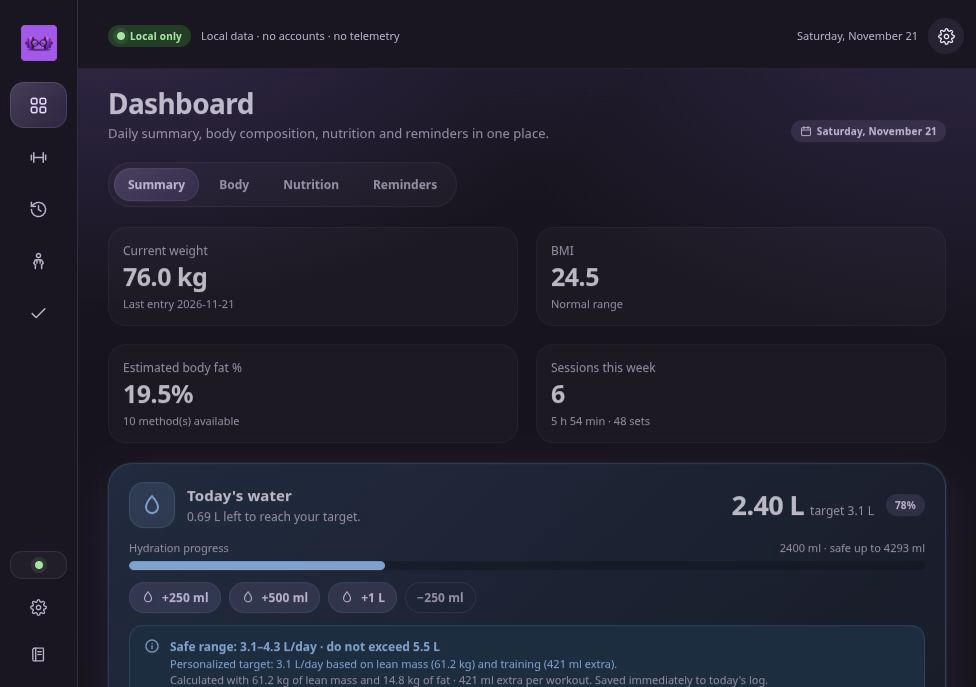 Local only
Local data · no accounts · no telemetry
Saturday, November 21
Dashboard
Daily summary, body composition, nutrition and reminders in one place.
Saturday, November 21
Summary
Body
Nutrition
Reminders
Current weight
76.0 kg
Last entry 2026-11-21
BMI
24.5
Normal range
Estimated body fat %
19.5%
10 method(s) available
Sessions this week
6
5 h 54 min · 48 sets
Today's water
0.69 L left to reach your target.
2.40 L target 3.1 L
78%
Hydration progress
2400 ml · safe up to 4293 ml
+250 ml
+500 ml
+1 L
−250 ml
Safe range: 3.1–4.3 L/day · do not exceed 5.5 L
Personalized target: 3.1 L/day based on lean mass (61.2 kg) and training (421 ml extra).
Calculated with 61.2 kg of lean mass and 14.8 kg of fat · 421 ml extra per workout. Saved immediately to today's log.